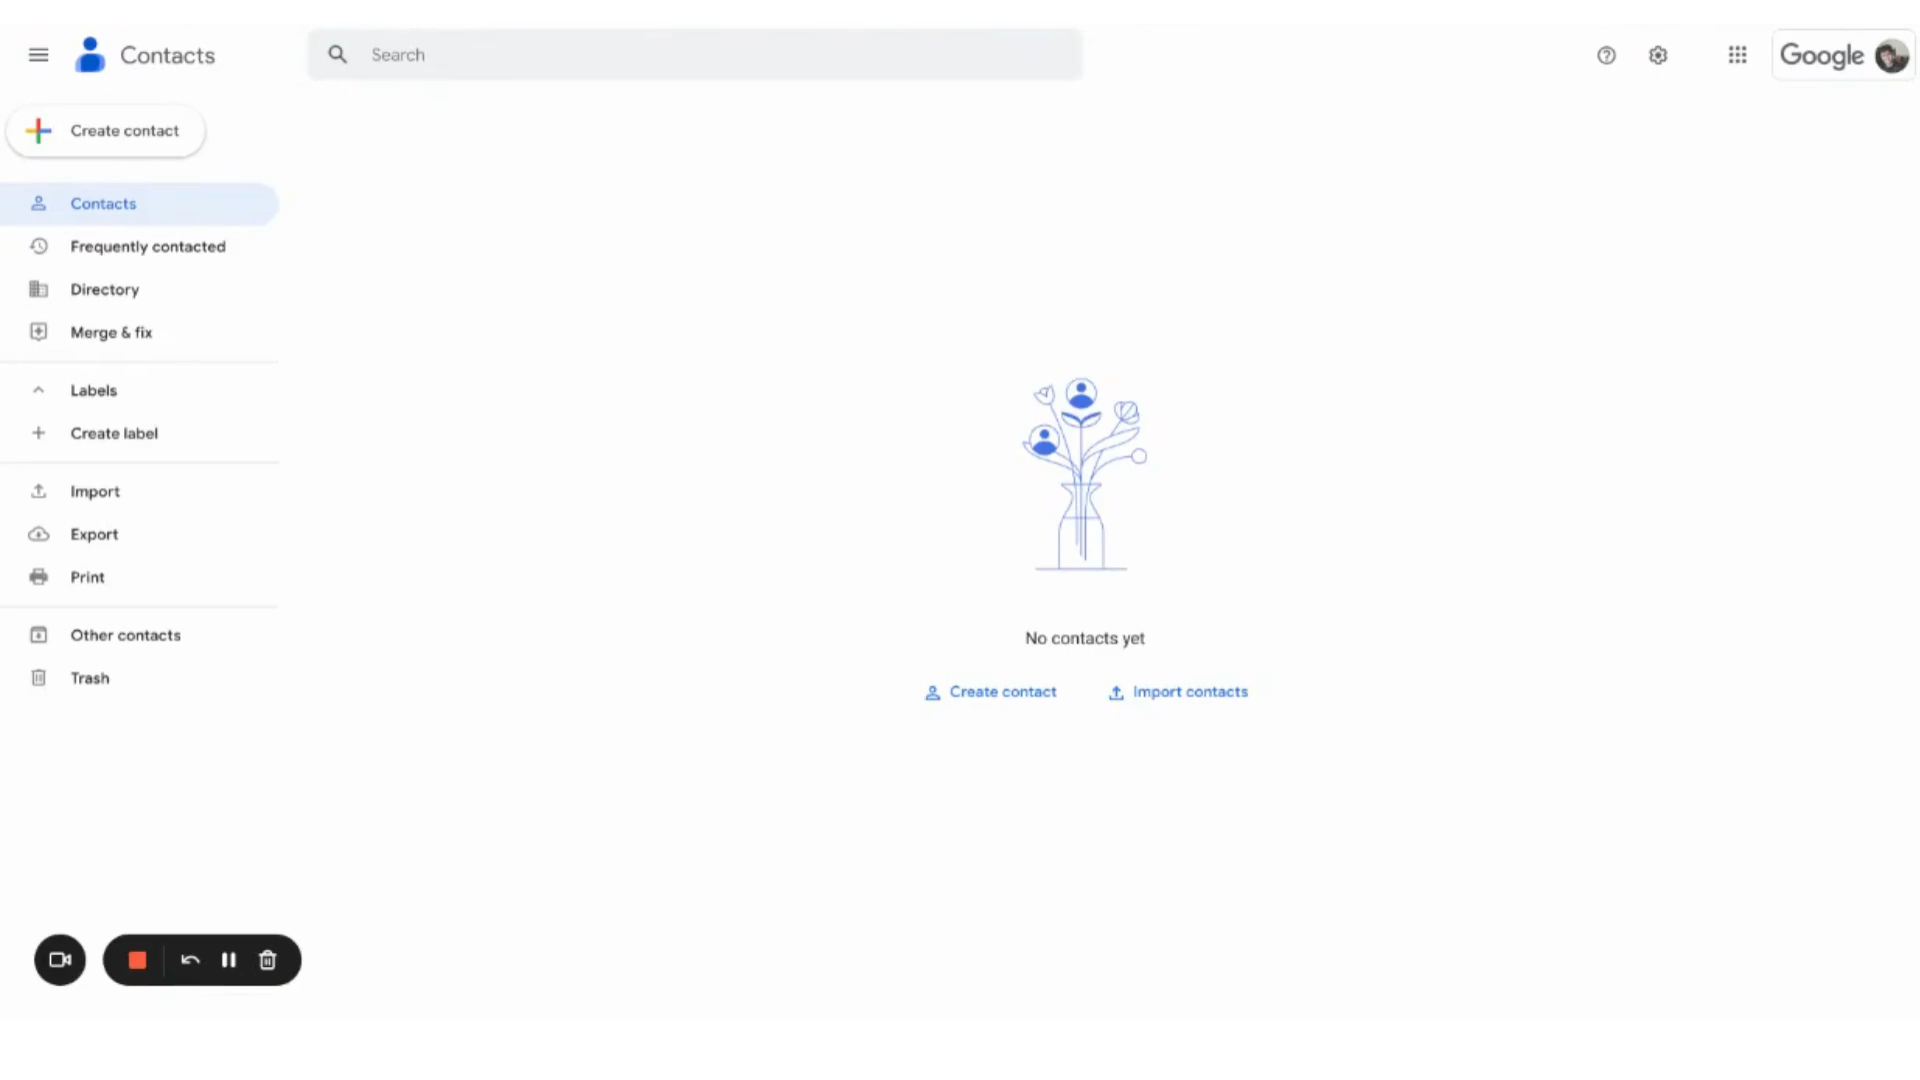 Contacts
Search
Google
Create contact
Contacts
Frequently contacted
Directory
Merge & fix
Labels
Create label
Import
Export
Print
Other contacts
Trash
No contacts yet
Create contact
Import contacts